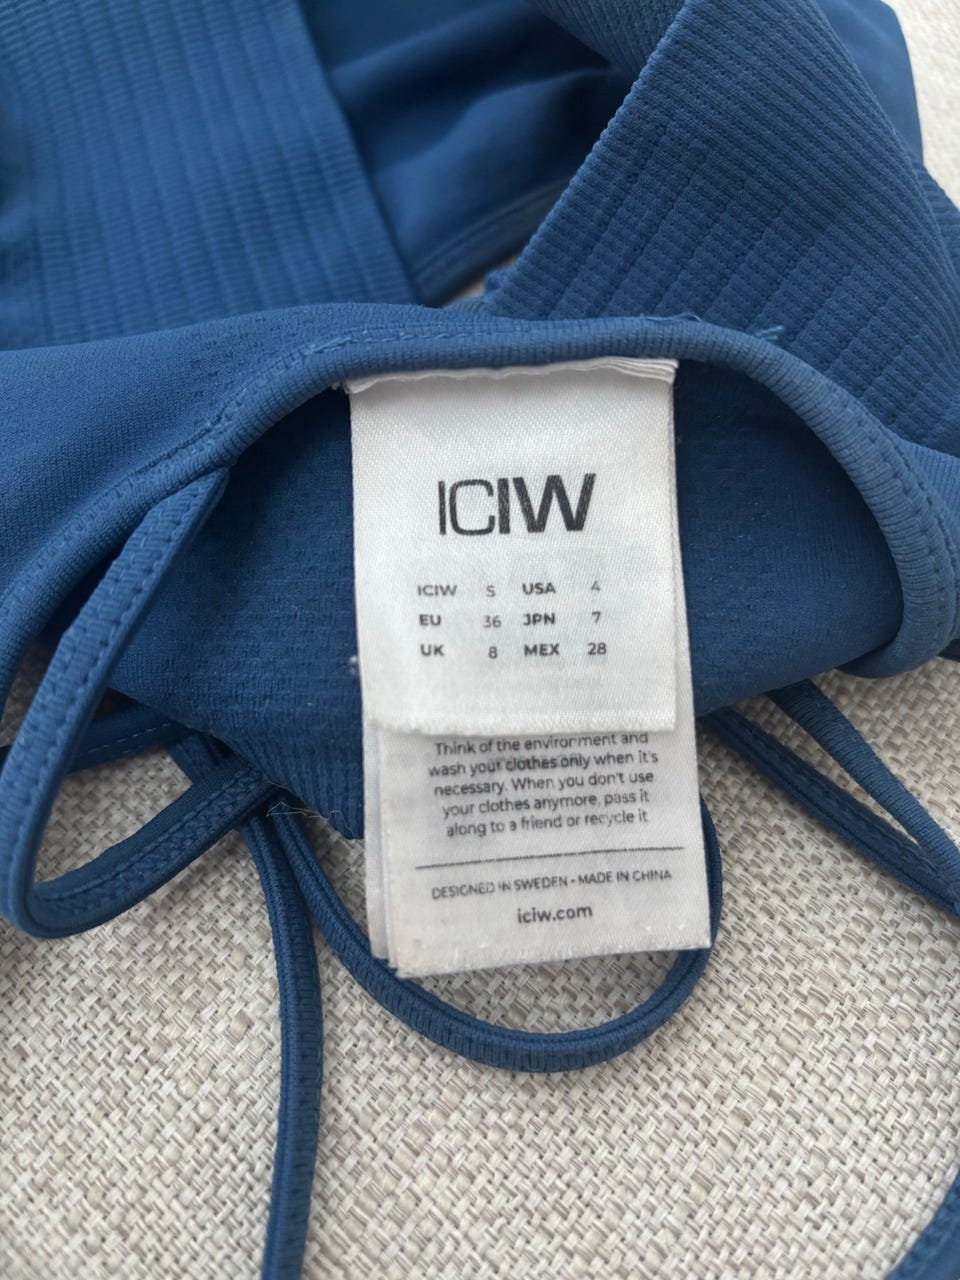 ICIW
ICIW S USA 4
EU 36 JPN 7
UK 8 MEX 28
Think of the environment and
wash your clothes only when it's
necessary. When you don't use
your clothes anymore, pass it
along to a friend or recycle it
DESIGNED IN SWEDEN - MADE IN CHINA
iciw.com